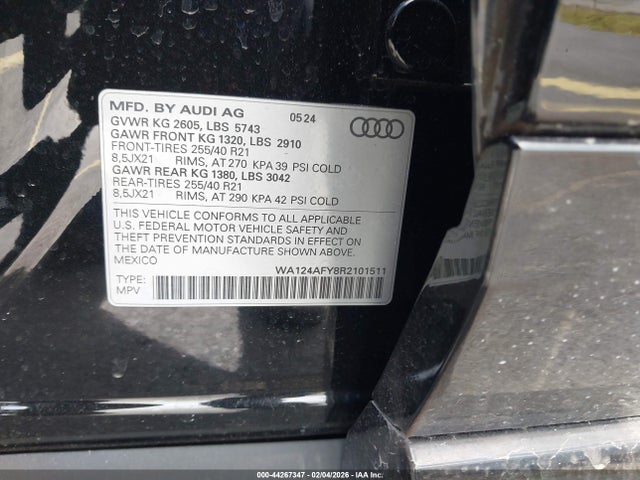 MFD. BY AUDI AG 05 24
GVWR KG 2605, LBS 5743
GAWR FRONT KG 1320, LBS 2910
FRONT-TIRES 255/40 R21
8,5JX21 RIMS, AT 270 KPA 39 PSI COLD
GAWR REAR KG 1380, LBS 3042
REAR-TIRES 255/40 R21
8,5JX21 RIMS, AT 290 KPA 42 PSI COLD
THIS VEHICLE CONFORMS TO ALL APPLICABLE
U.S. FEDERAL MOTOR VEHICLE SAFETY AND
THEFT PREVENTION STANDARDS IN EFFECT ON
THE DATE OF MANUFACTURE SHOWN ABOVE.
MEXICO
WA124AFY8R2101511
TYPE:
MPV
000-44267347 - 02/04/2026 - IAA Inc.